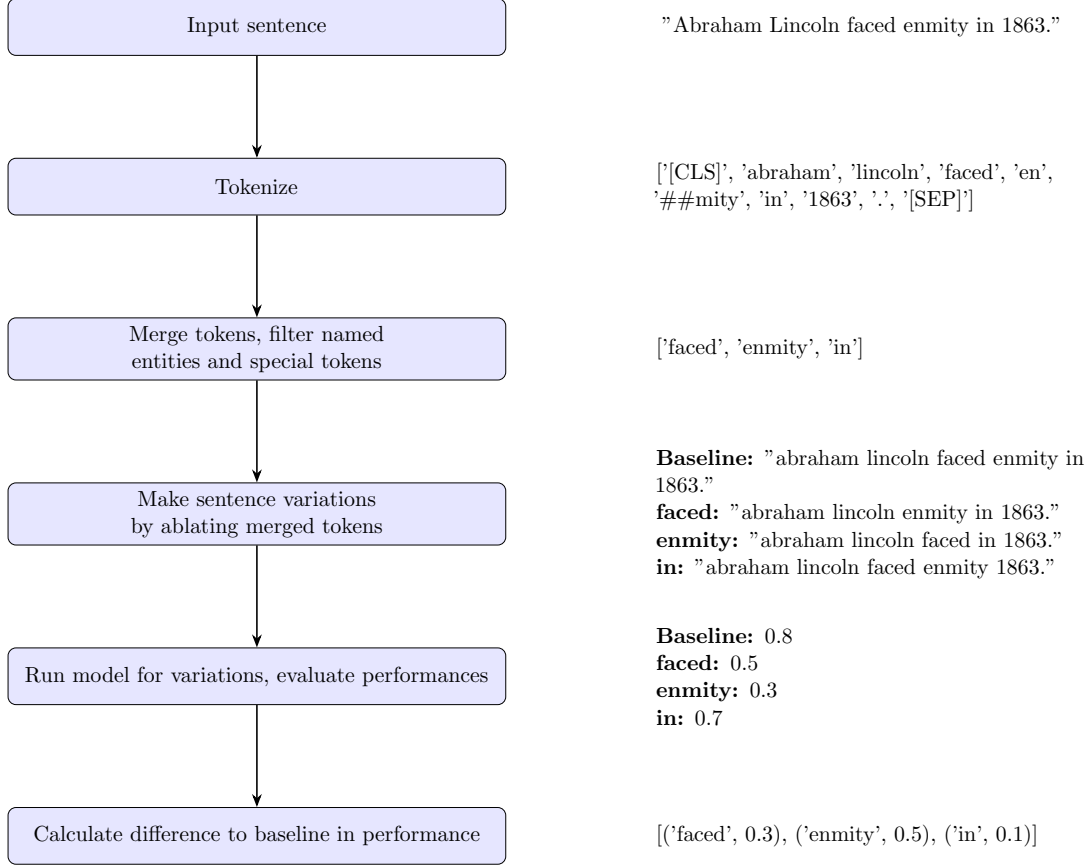 Input sentence
”Abraham Lincoln faced enmity in 1863.”
Tokenize
[’[CLS]’, ’abraham’, ’lincoln’, ’faced’, ’en’,
’##mity’, ’in’, ’1863’, ’.’, ’[SEP]’]
Merge tokens, filter named
entities and special tokens
[’faced’, ’enmity’, ’in’]
Make sentence variations
by ablating merged tokens
Baseline: ”abraham lincoln faced enmity in
1863.”
faced: ”abraham lincoln enmity in 1863.”
enmity: ”abraham lincoln faced in 1863.”
in: ”abraham lincoln faced enmity 1863.”
Run model for variations, evaluate performances
Baseline: 0.8
faced: 0.5
enmity: 0.3
in: 0.7
Calculate difference to baseline in performance
[(’faced’, 0.3), (’enmity’, 0.5), (’in’, 0.1)]